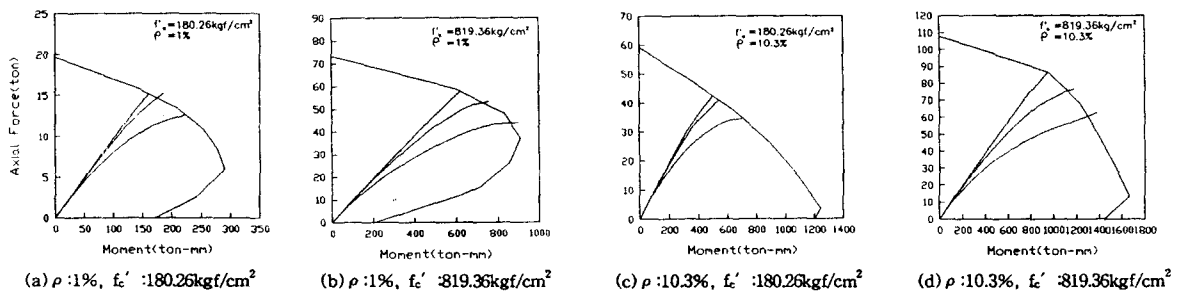 Axial Force(ton)
25
20
15
10
5
0
0 50 100 150 200 250 300 350
Moment(ton-mm)
f'c =180.26kgf/cm²
ρ =1%
(a) ρ :1%, fc′ :180.26kgf/cm²
90
80
70
60
50
40
30
20
10
0
0 200 400 600 800 1000
Moment(ton-mm)
f'c =819.36kg/cm²
ρ =1%
(b) ρ :1%, fc′ :819.36kgf/cm²
70
60
50
40
30
20
10
0
0 200 400 600 800 1000 1200 1400
Moment(ton-mm)
f'c =180.26kgf/cm²
ρ =10.3%
(c) ρ :10.3%, fc′ :180.26kgf/cm²
120
110
100
90
80
70
60
50
40
30
20
10
0
0 200 400 600 800 1000 1200 1400 1600 1800
Moment(ton-mm)
f'c =819.36kg/cm²
ρ =10.3%
(d) ρ :10.3%, fc′ :819.36kgf/cm²